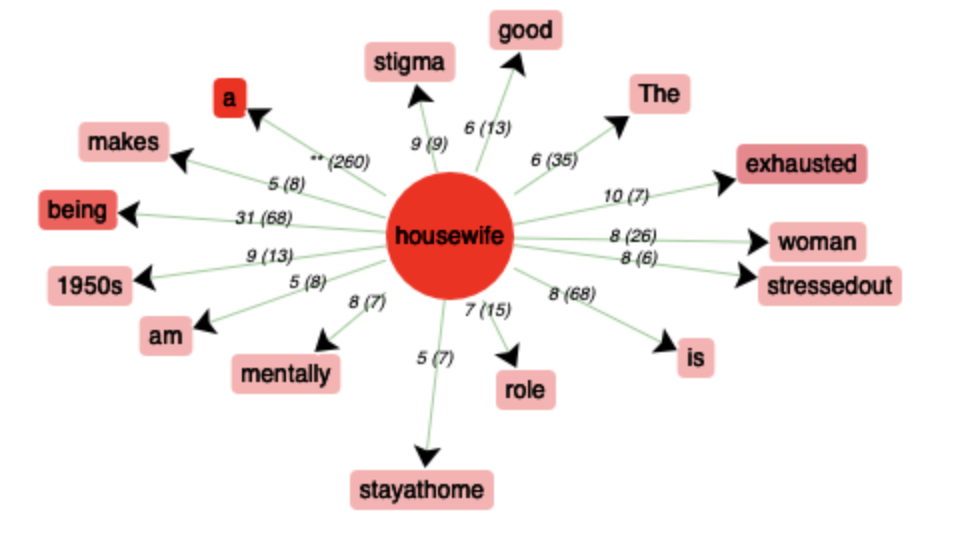 good
stigma
The
a
6 (13)
9 (9)
makes
** (260)
6 (35)
exhausted
5 (8)
10 (7)
being
31 (68)
housewife
8 (26)
woman
9 (13)
8 (6)
1950s
5 (8)
stressedout
8 (7)
7 (15)
8 (68)
am
mentally
5 (7)
role
is
stayathome